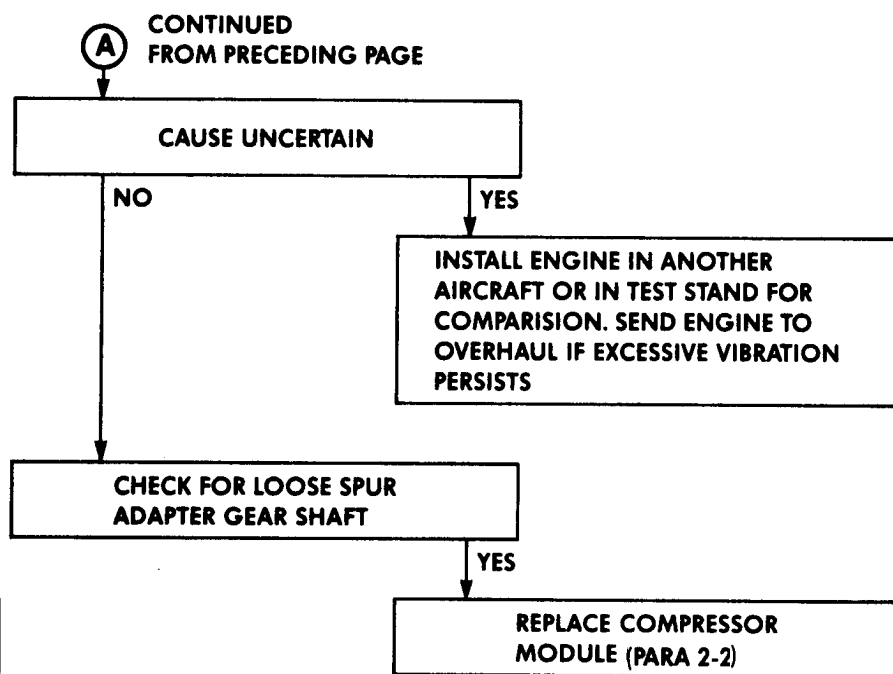 A
CONTINUED
FROM PRECEDING PAGE
CAUSE UNCERTAIN
NO
YES
INSTALL ENGINE IN ANOTHER
AIRCRAFT OR IN TEST STAND FOR
COMPARISION. SEND ENGINE TO
OVERHAUL IF EXCESSIVE VIBRATION
PERSISTS
CHECK FOR LOOSE SPUR
ADAPTER GEAR SHAFT
YES
REPLACE COMPRESSOR
MODULE (PARA 2-2)